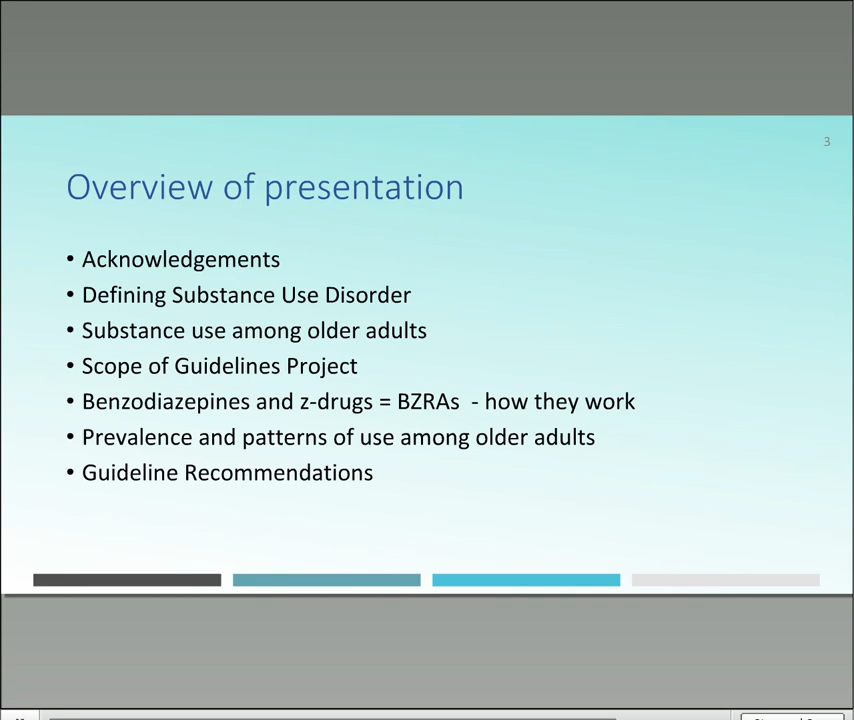 3
Overview of presentation
• Acknowledgements
• Defining Substance Use Disorder
• Substance use among older adults
• Scope of Guidelines Project
• Benzodiazepines and z-drugs = BZRAs  - how they work
• Prevalence and patterns of use among older adults
• Guideline Recommendations